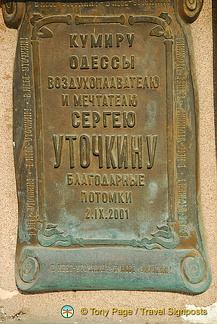 КУМИРУ
ОДЕССЫ
ВОЗДУХОПЛАВАТЕЛЮ
И МЕЧТАТЕЛЮ
СЕРГЕЮ
УТОЧКИНУ
БЛАГОДАРНЫЕ
ПОТОМКИ
2.IX.2001
© Tony Page / Travel Signposts